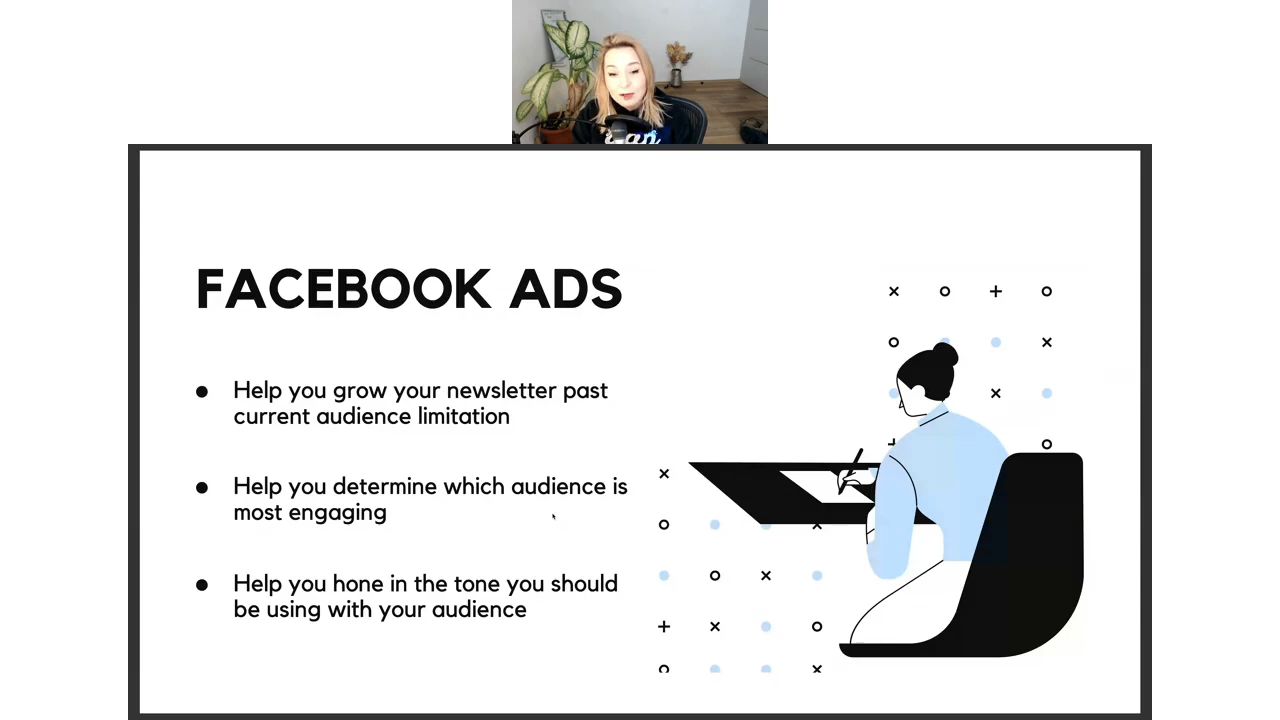 FACEBOOK ADS
Help you grow your newsletter past
current audience limitation
Help you determine which audience is
most engaging
Help you hone in the tone you should
be using with your audience